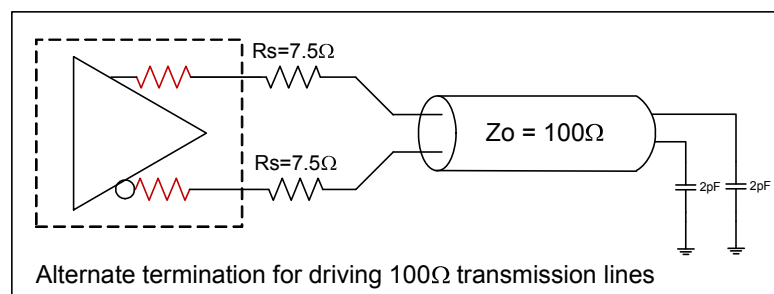 Rs=7.5Ω
Rs=7.5Ω
Zo = 100Ω
2pF
2pF
Alternate termination for driving 100Ω transmission lines